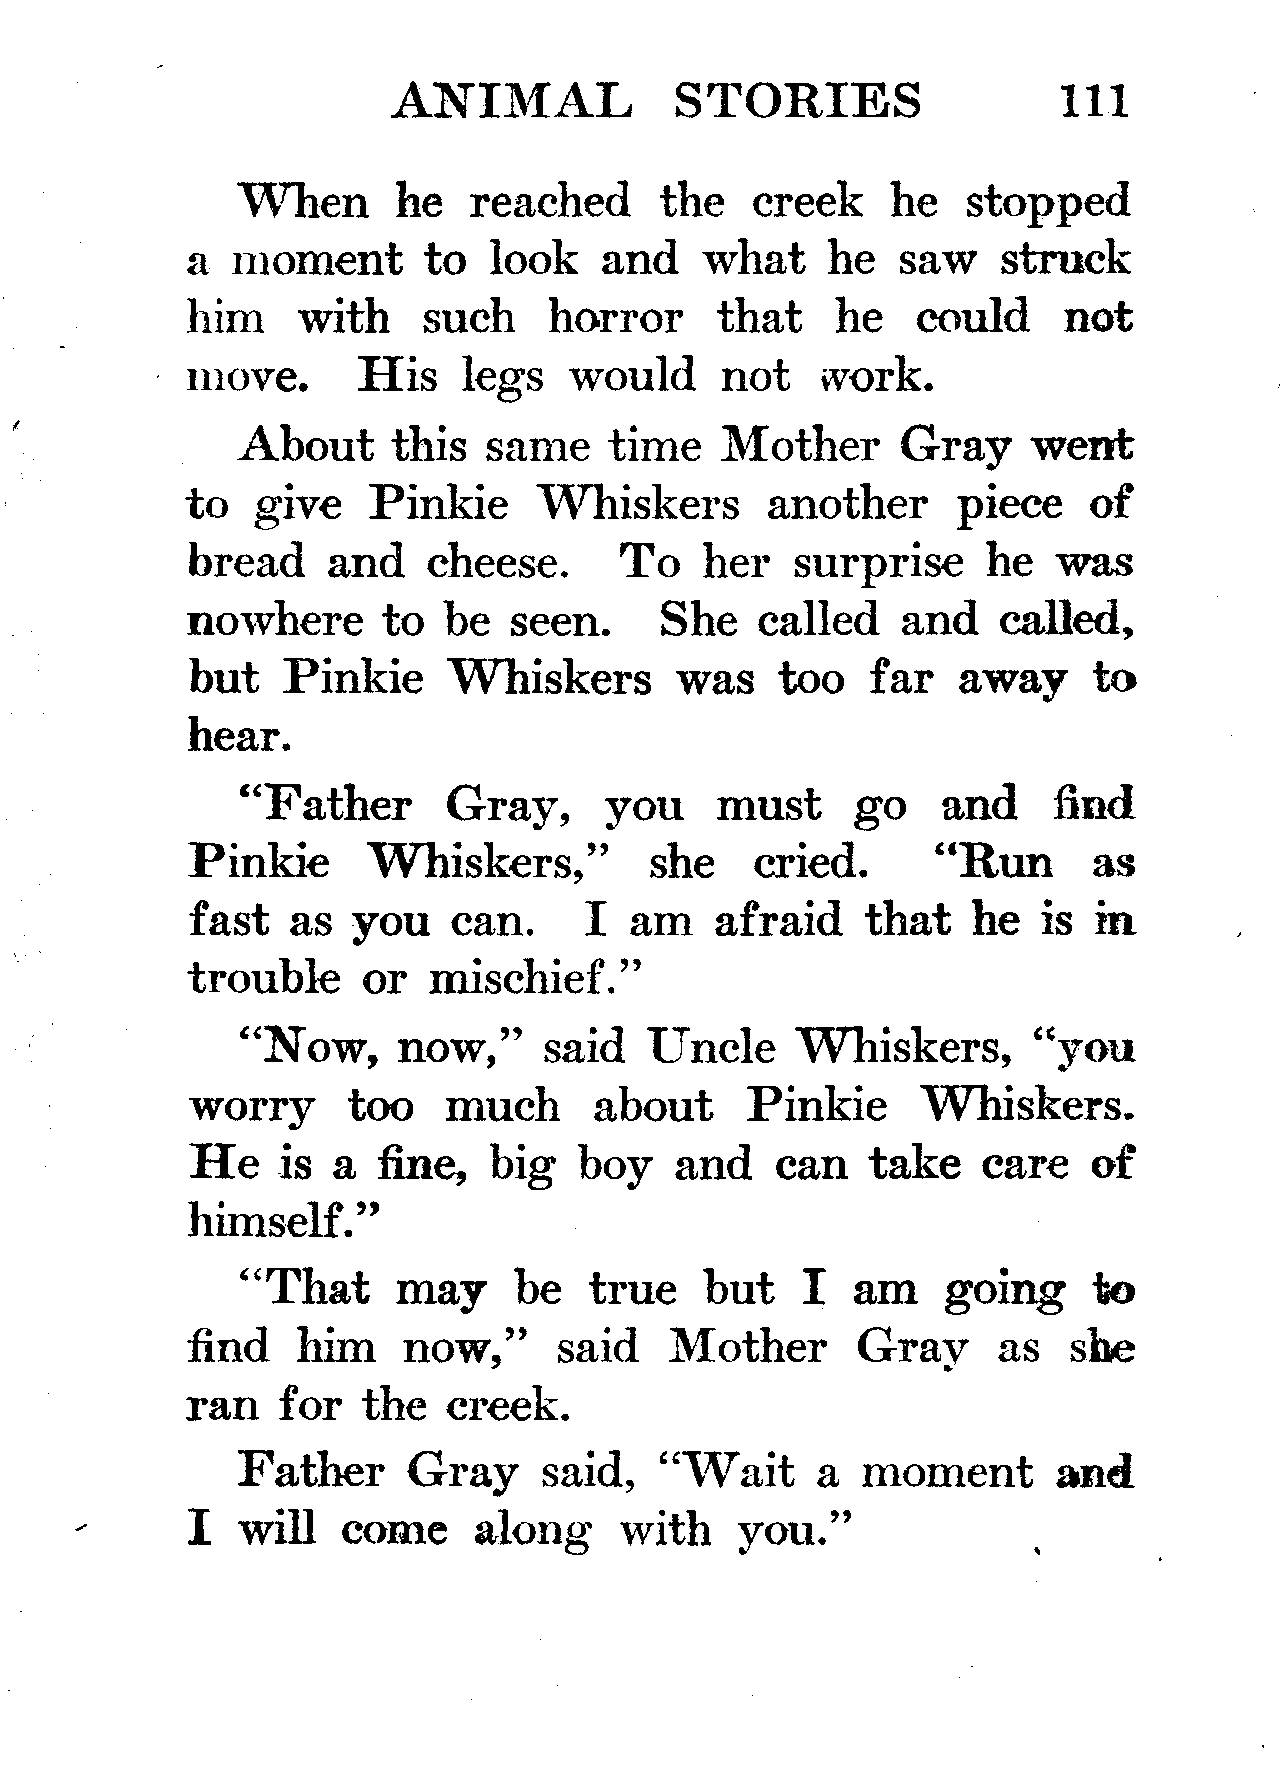 ANIMAL STORIES 111
When he reached the creek he stopped
a moment to look and what he saw struck
him with such horror that he could not
move. His legs would not work.
About this same time Mother Gray went
to give Pinkie Whiskers another piece of
bread and cheese. To her surprise he was
nowhere to be seen. She called and called,
but Pinkie Whiskers was too far away to
hear.
“Father Gray, you must go and find
Pinkie Whiskers,” she cried. “Run as
fast as you can. I am afraid that he is in
trouble or mischief.”
“Now, now,” said Uncle Whiskers, “you
worry too much about Pinkie Whiskers.
He is a fine, big boy and can take care of
himself.”
“That may be true but I am going to
find him now,” said Mother Gray as she
ran for the creek.
Father Gray said, “Wait a moment and
I will come along with you.”